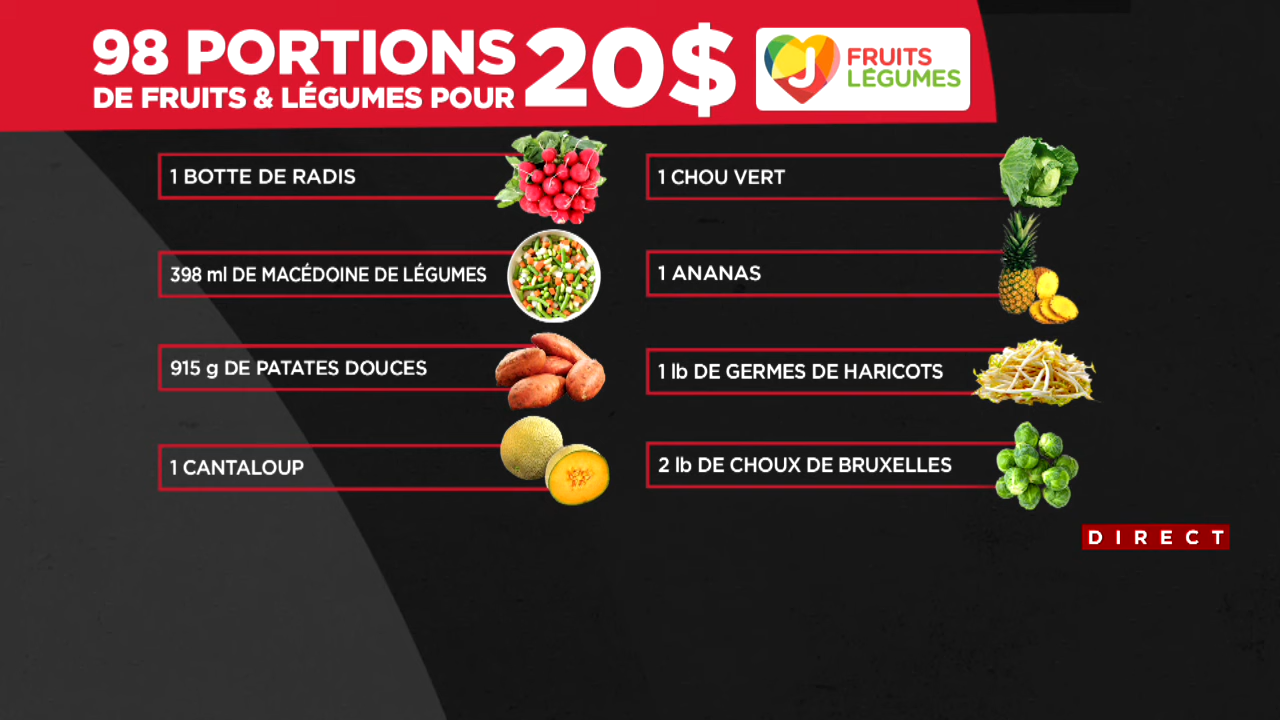 98 PORTIONS
DE FRUITS & LÉGUMES POUR
20$
J
FRUITS
LÉGUMES
1 BOTTE DE RADIS
398 ml DE MACÉDOINE DE LÉGUMES
915 g DE PATATES DOUCES
1 CANTALOUP
1 CHOU VERT
1 ANANAS
1 lb DE GERMES DE HARICOTS
2 lb DE CHOUX DE BRUXELLES
DIRECT